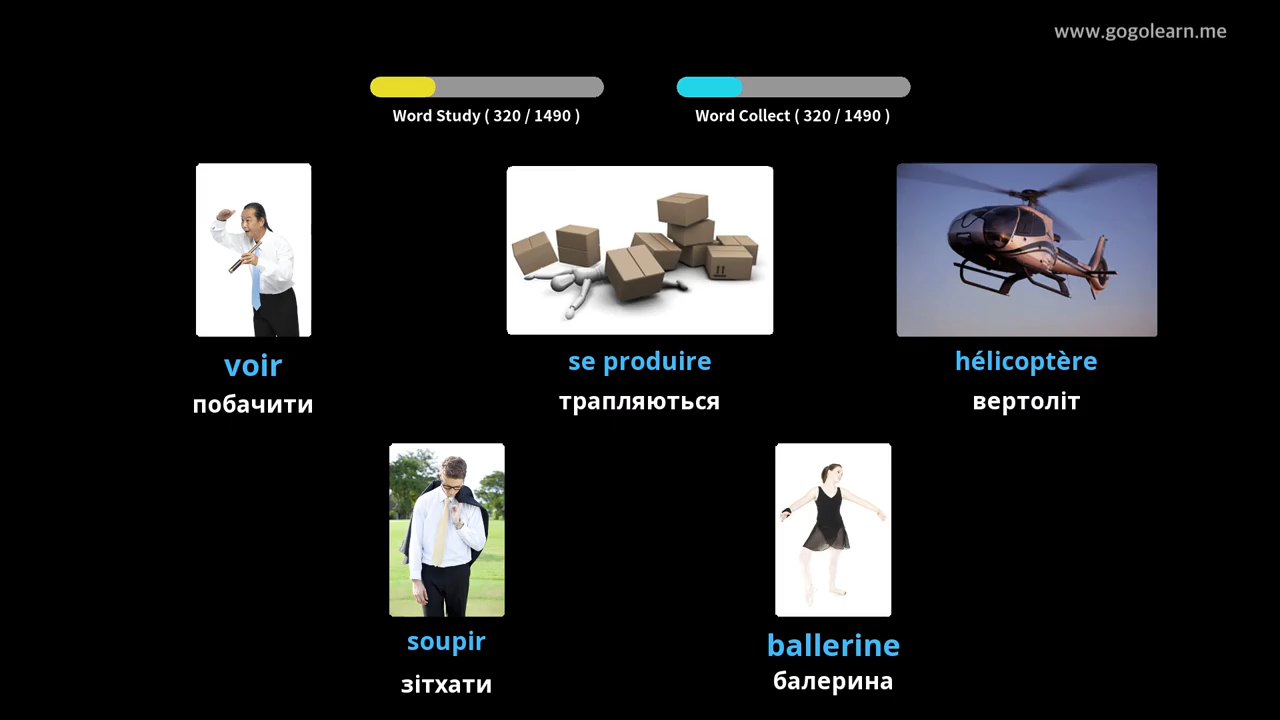 www.gogolearn.me
Word Study ( 320 / 1490 )
Word Collect ( 320 / 1490 )
voir
побачити
se produire
трапляються
hélicoptère
вертоліт
soupir
зітхати
ballerine
балерина